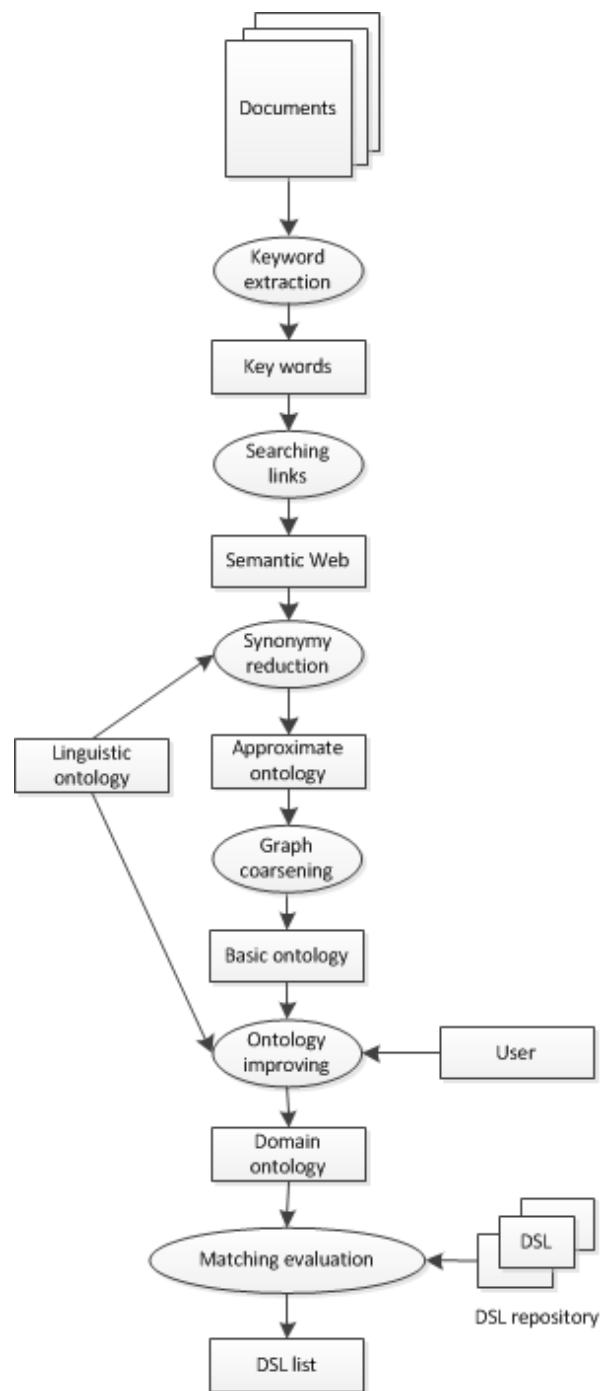 Documents
Keyword
extraction
Key words
Searching
links
Semantic Web
Synonymy
reduction
Linguistic
ontology
Approximate
ontology
Graph
coarsening
Basic ontology
Ontology
improving
User
Domain
ontology
Matching evaluation
DSL
DSL repository
DSL list